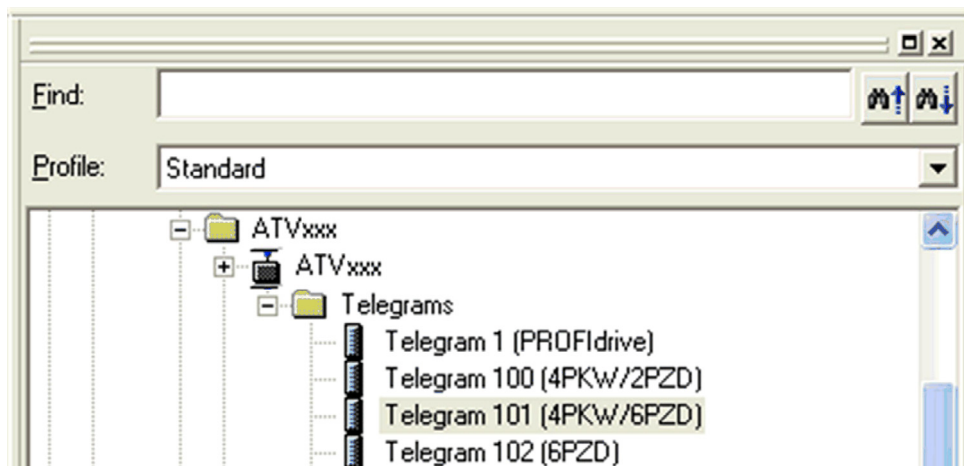 Find:
Profile: Standard
ATVxxx
ATVxxx
Telegrams
Telegram 1 (PROFIdrive)
Telegram 100 (4PKW/2PZD)
Telegram 101 (4PKW/6PZD)
Telegram 102 (6PZD)